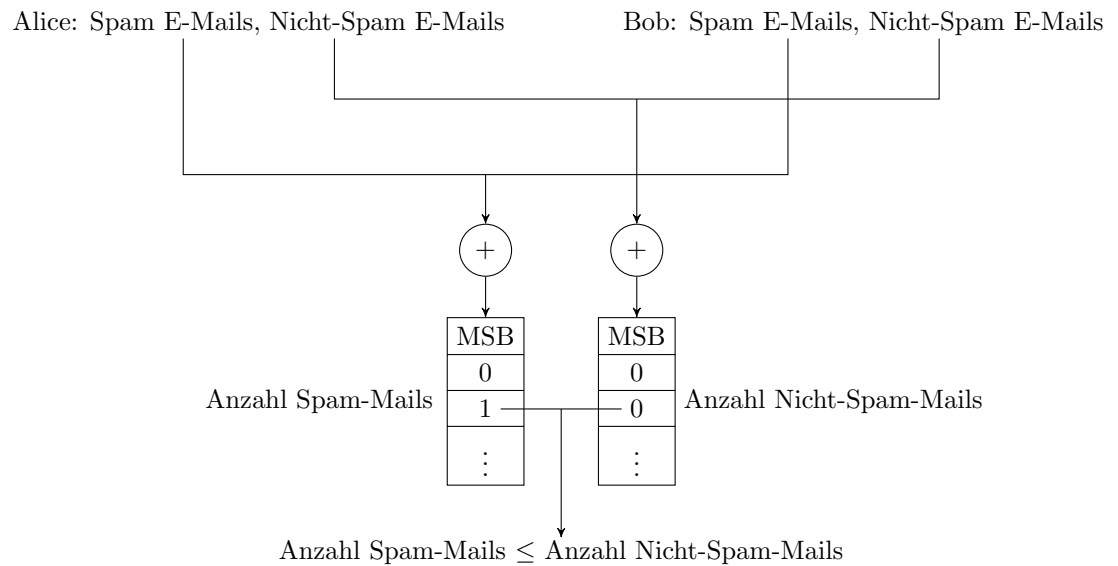 Alice: Spam E-Mails, Nicht-Spam E-Mails
Bob: Spam E-Mails, Nicht-Spam E-Mails
+
+
MSB
MSB
0
0
Anzahl Spam-Mails
1
0
Anzahl Nicht-Spam-Mails
⋮
⋮
Anzahl Spam-Mails ≤ Anzahl Nicht-Spam-Mails